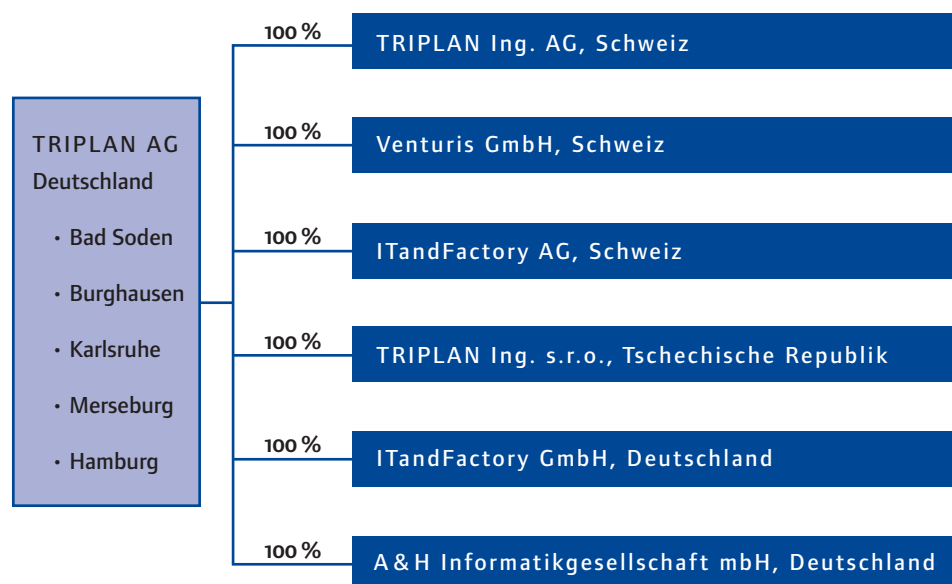 TRIPLAN AG
Deutschland
• Bad Soden
• Burghausen
• Karlsruhe
• Merseburg
• Hamburg
100 %
TRIPLAN Ing. AG, Schweiz
100 %
Venturis GmbH, Schweiz
100 %
ITandFactory AG, Schweiz
100 %
TRIPLAN Ing. s.r.o., Tschechische Republik
100 %
ITandFactory GmbH, Deutschland
100 %
A & H Informatikgesellschaft mbH, Deutschland